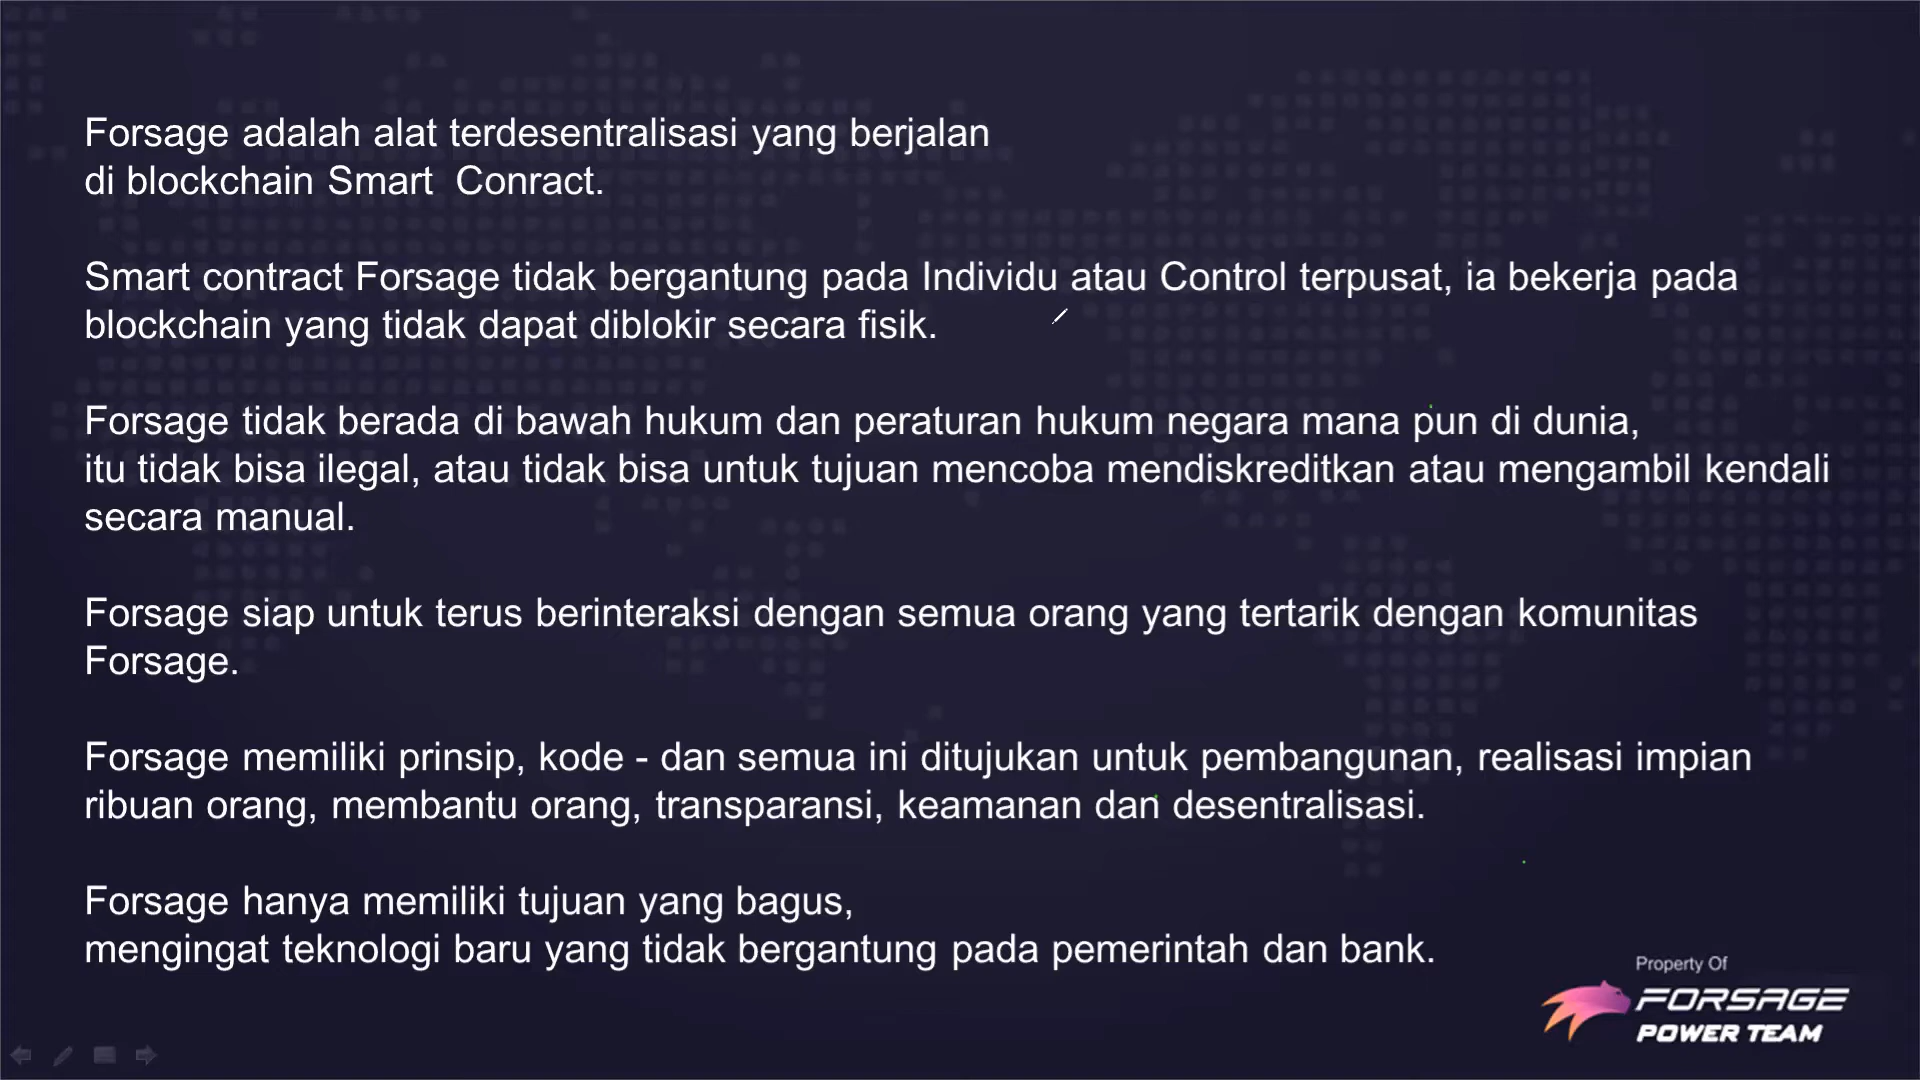 Forsage adalah alat terdesentralisasi yang berjalan
di blockchain Smart  Conract.
Smart contract Forsage tidak bergantung pada Individu atau Control terpusat, ia bekerja pada
blockchain yang tidak dapat diblokir secara fisik.
Forsage tidak berada di bawah hukum dan peraturan hukum negara mana pun di dunia,
itu tidak bisa ilegal, atau tidak bisa untuk tujuan mencoba mendiskreditkan atau mengambil kendali
secara manual.
Forsage siap untuk terus berinteraksi dengan semua orang yang tertarik dengan komunitas
Forsage.
Forsage memiliki prinsip, kode - dan semua ini ditujukan untuk pembangunan, realisasi impian
ribuan orang, membantu orang, transparansi, keamanan dan desentralisasi.
Forsage hanya memiliki tujuan yang bagus,
mengingat teknologi baru yang tidak bergantung pada pemerintah dan bank.
Property Of
FORSAGE
POWER TEAM